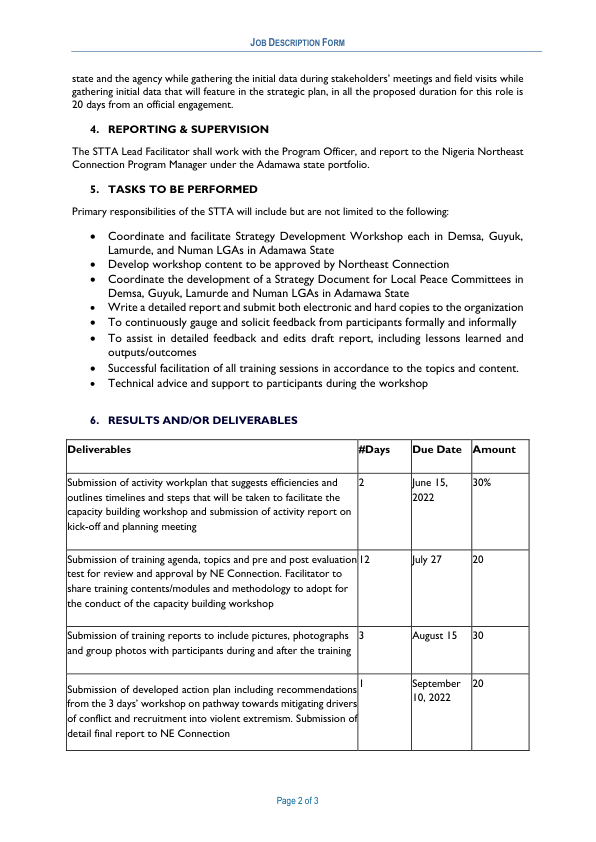 JOB DESCRIPTION FORM
state and the agency while gathering the initial data during stakeholders' meetings and field visits while
gathering initial data that will feature in the strategic plan, in all the proposed duration for this role is
20 days from an official engagement.
4. REPORTING & SUPERVISION
The STTA Lead Facilitator shall work with the Program Officer, and report to the Nigeria Northeast
Connection Program Manager under the Adamawa state portfolio.
5. TASKS TO BE PERFORMED
Primary responsibilities of the STTA will include but are not limited to the following:
• Coordinate and facilitate Strategy Development Workshop each in Demsa, Guyuk,
Lamurde, and Numan LGAs in Adamawa State
• Develop workshop content to be approved by Northeast Connection
• Coordinate the development of a Strategy Document for Local Peace Committees in
Demsa, Guyuk, Lamurde and Numan LGAs in Adamawa State
• Write a detailed report and submit both electronic and hard copies to the organization
• To continuously gauge and solicit feedback from participants formally and informally
• To assist in detailed feedback and edits draft report, including lessons learned and
outputs/outcomes
• Successful facilitation of all training sessions in accordance to the topics and content.
• Technical advice and support to participants during the workshop
6. RESULTS AND/OR DELIVERABLES
Deliverables #Days Due Date Amount
Submission of activity workplan that suggests efficiencies and 2 June 15, 30%
outlines timelines and steps that will be taken to facilitate the 2022
capacity building workshop and submission of activity report on
kick-off and planning meeting
Submission of training agenda, topics and pre and post evaluation 12 July 27 20
test for review and approval by NE Connection. Facilitator to
share training contents/modules and methodology to adopt for
the conduct of the capacity building workshop
Submission of training reports to include pictures, photographs 3 August 15 30
and group photos with participants during and after the training
Submission of developed action plan including recommendations 1 September 20
from the 3 days' workshop on pathway towards mitigating drivers 10, 2022
of conflict and recruitment into violent extremism. Submission of
detail final report to NE Connection
Page 2 of 3